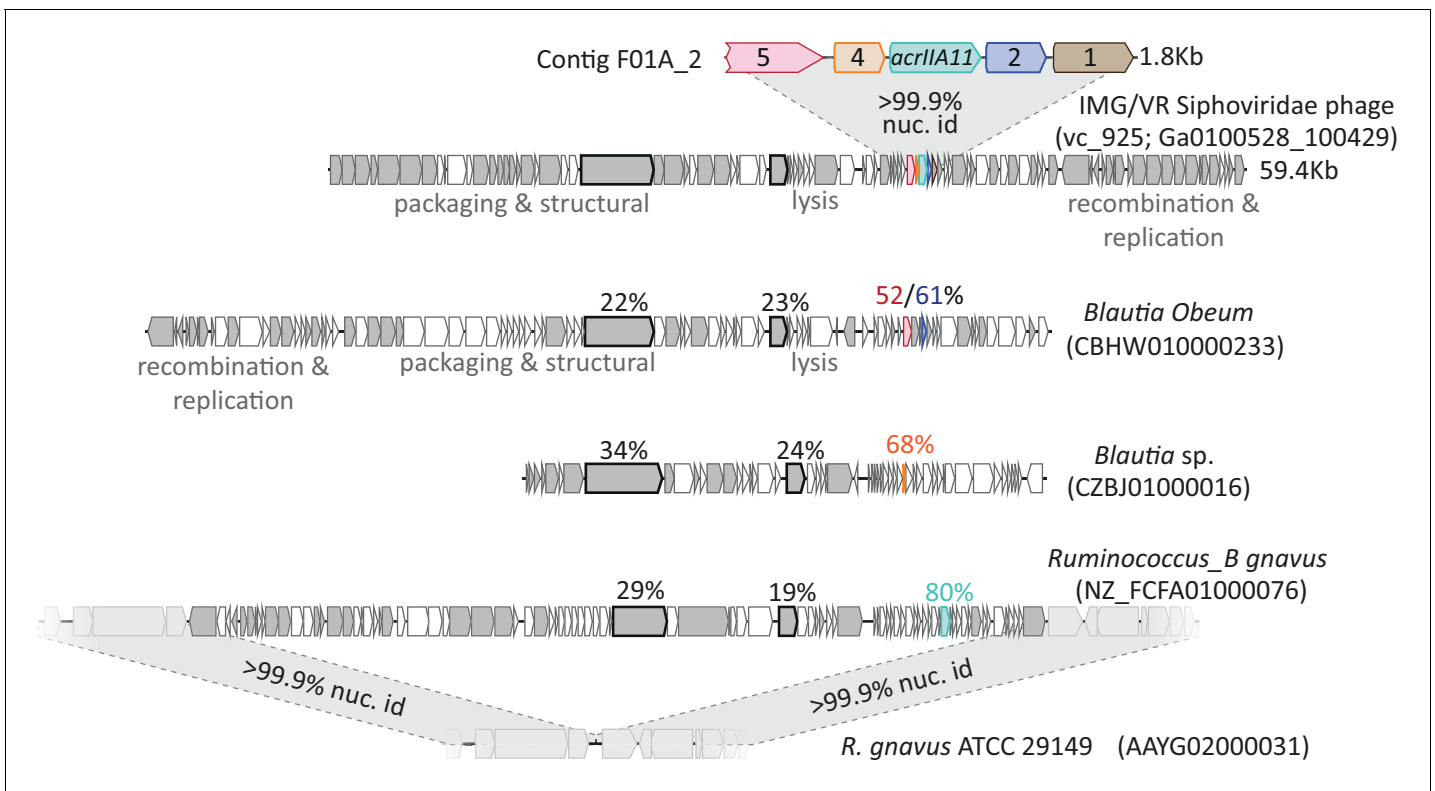 Contig F01A_2
5 4 acrIIA11 2 1
1.8Kb
>99.9%
nuc. id
IMG/VR Siphoviridae phage
(vc_925; Ga0100528_100429)
59.4Kb
packaging & structural
lysis
recombination &
replication
22%
23%
52/61%
Blautia Obeum
(CBHW010000233)
recombination &
replication
packaging & structural
lysis
34%
24%
68%
Blautia sp.
(CZBJ01000016)
Ruminococcus_B gnavus
(NZ_FCFA01000076)
29%
19%
80%
>99.9% nuc. id
>99.9% nuc. id
R. gnavus ATCC 29149 (AAYG02000031)